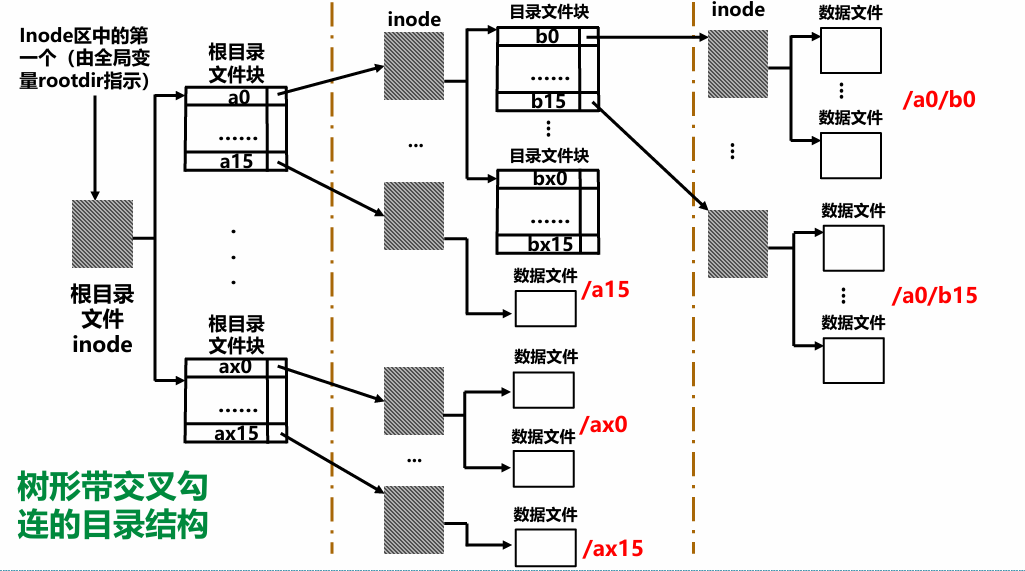 Inode区中的第
一个（由全局变
量rootdir指示）
根目录
文件
inode
根目录
文件块
a0
......
a15
.
.
.
根目录
文件块
ax0
......
ax15
树形带交叉勾
连的目录结构
inode
...
...
目录文件块
b0
......
b15
...
目录文件块
bx0
......
bx15
数据文件
/a15
数据文件
/ax0
数据文件
数据文件
/ax15
inode
...
数据文件
...
/a0/b0
数据文件
数据文件
...
/a0/b15
数据文件